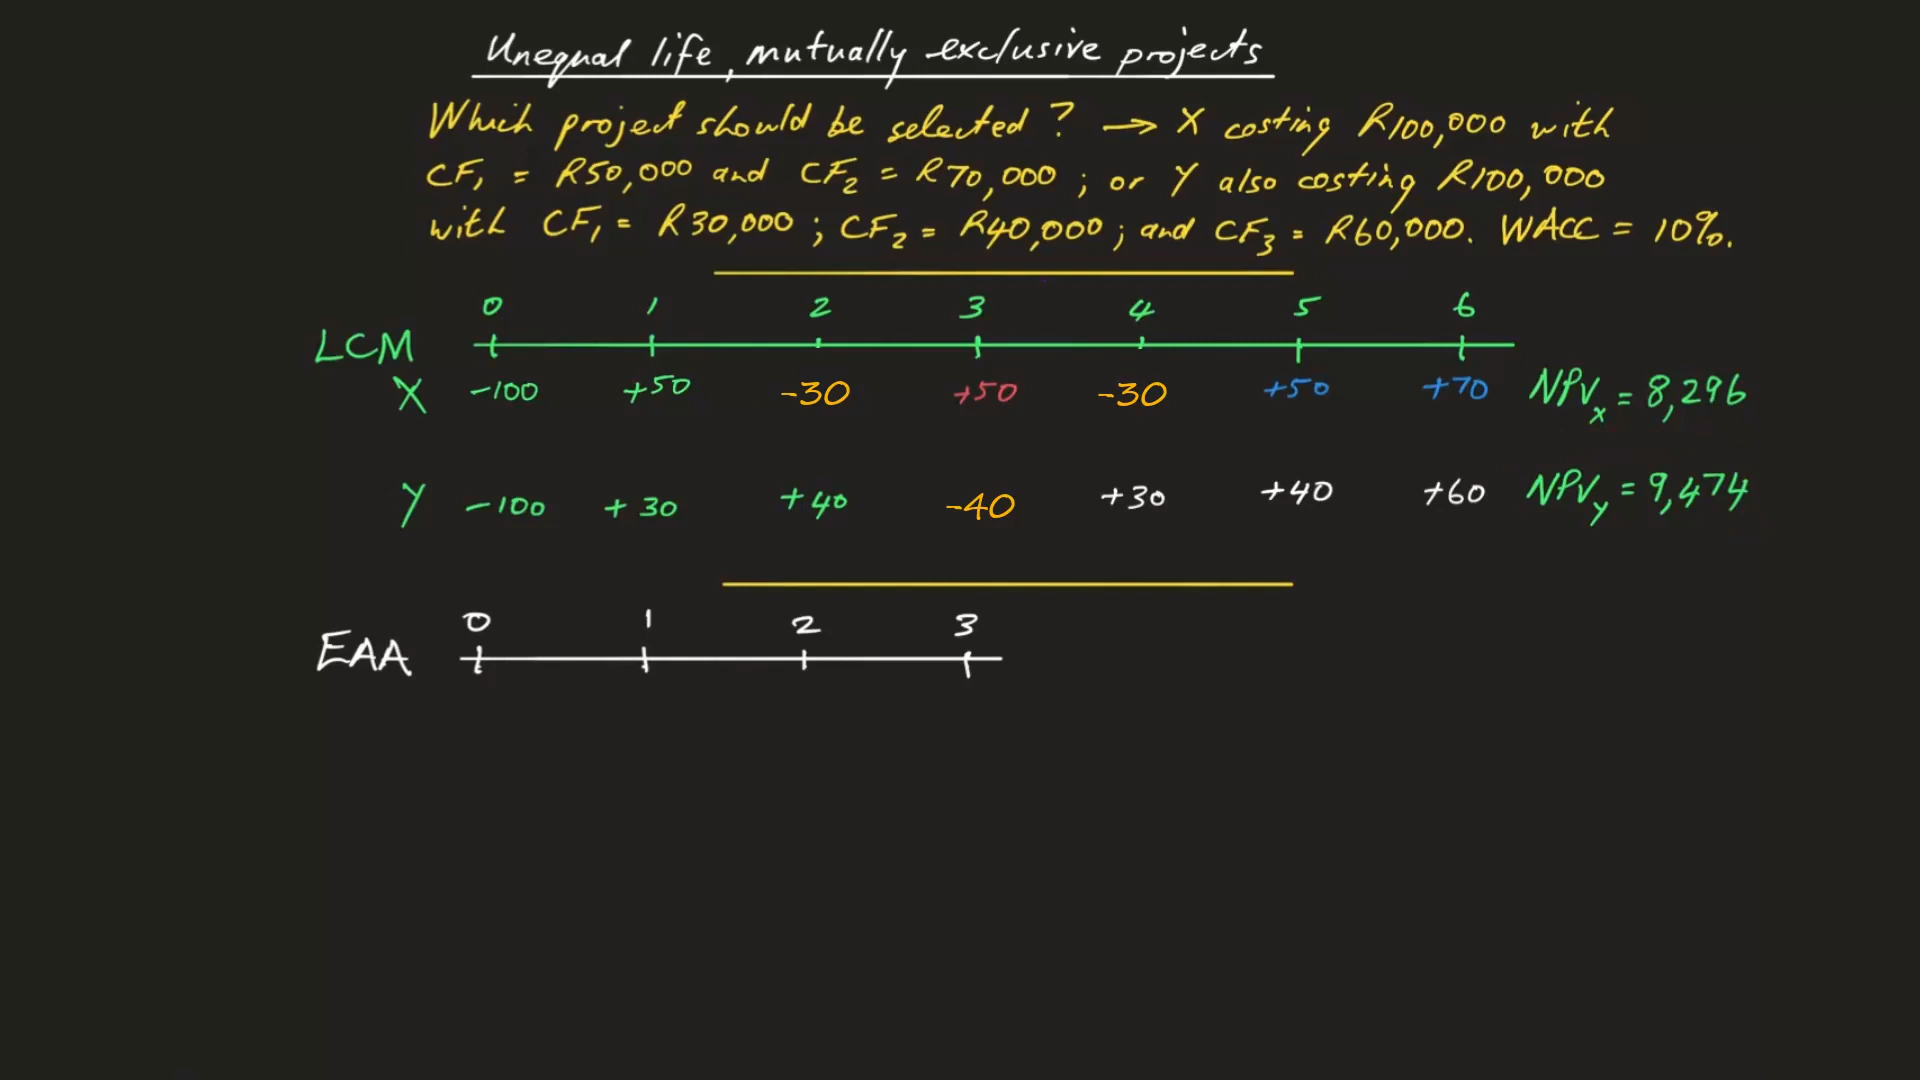 Unequal life, mutually exclusive projects
Which project should be selected? → X costing R100,000 with
CF₁ = R50,000 and CF₂ = R70,000; or Y also costing R100,000
with CF₁ = R30,000; CF₂ = R40,000; and CF₃ = R60,000. WACC = 10%.
0 1 2 3 4 5 6
LCM
X -100 +50 -30 +50 -30 +50 +70 NPVₓ = 8,296
Y -100 +30 +40 -40 +30 +40 +60 NPVᵧ = 9,474
0 1 2 3
EAA